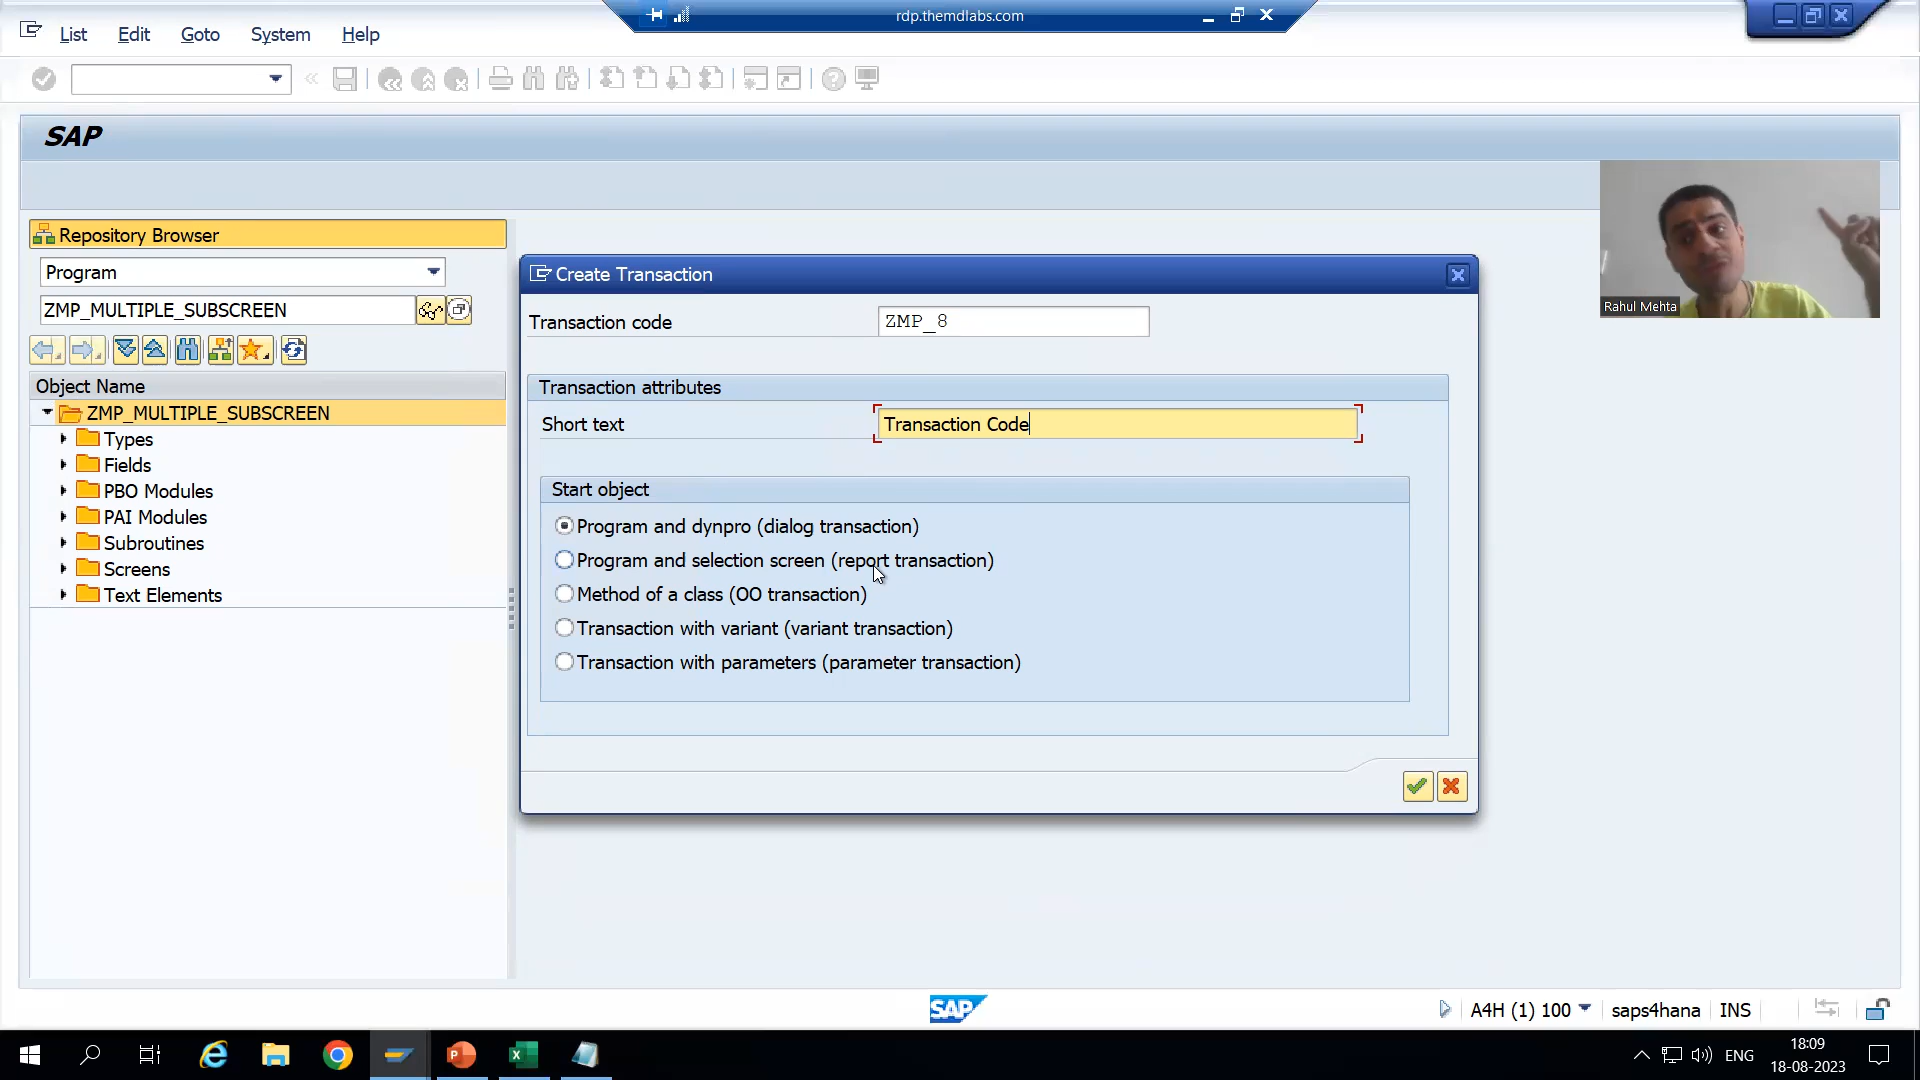 rdp.themdlabs.com
List Edit Goto System Help
SAP
Rahul Mehta
Repository Browser
Program
ZMP_MULTIPLE_SUBSCREEN
Object Name
ZMP_MULTIPLE_SUBSCREEN
Types
Fields
PBO Modules
PAI Modules
Subroutines
Screens
Text Elements
Create Transaction
Transaction code ZMP_8
Transaction attributes
Short text Transaction Code
Start object
Program and dynpro (dialog transaction)
Program and selection screen (report transaction)
Method of a class (OO transaction)
Transaction with variant (variant transaction)
Transaction with parameters (parameter transaction)
SAP
A4H (1) 100 saps4hana INS
ENG
18:09
18-08-2023